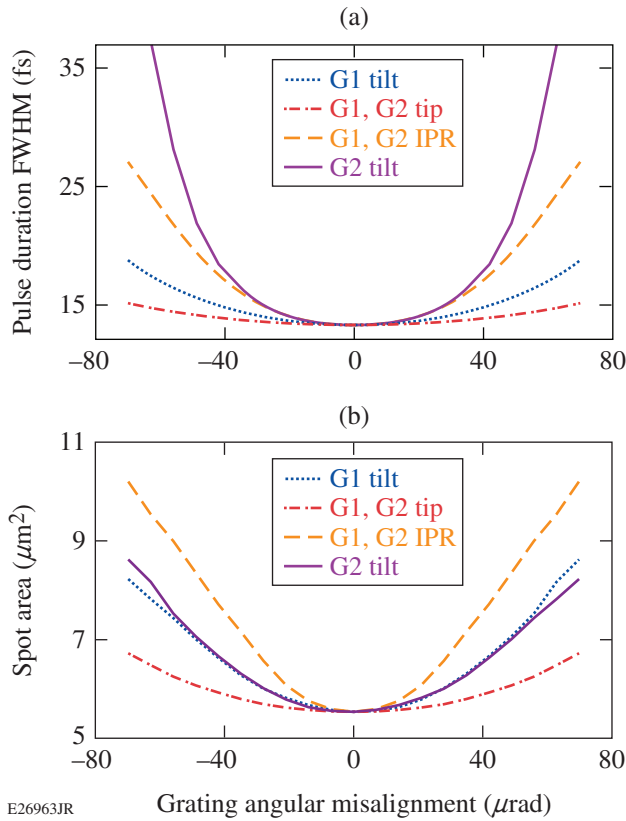 (a)
Pulse duration FWHM (fs)
35
25
15
G1 tilt
G1, G2 tip
G1, G2 IPR
G2 tilt
–80
–40
0
40
80
(b)
Spot area (μm²)
11
9
7
5
G1 tilt
G1, G2 tip
G1, G2 IPR
G2 tilt
–80
–40
0
40
80
Grating angular misalignment (μrad)
E26963JR